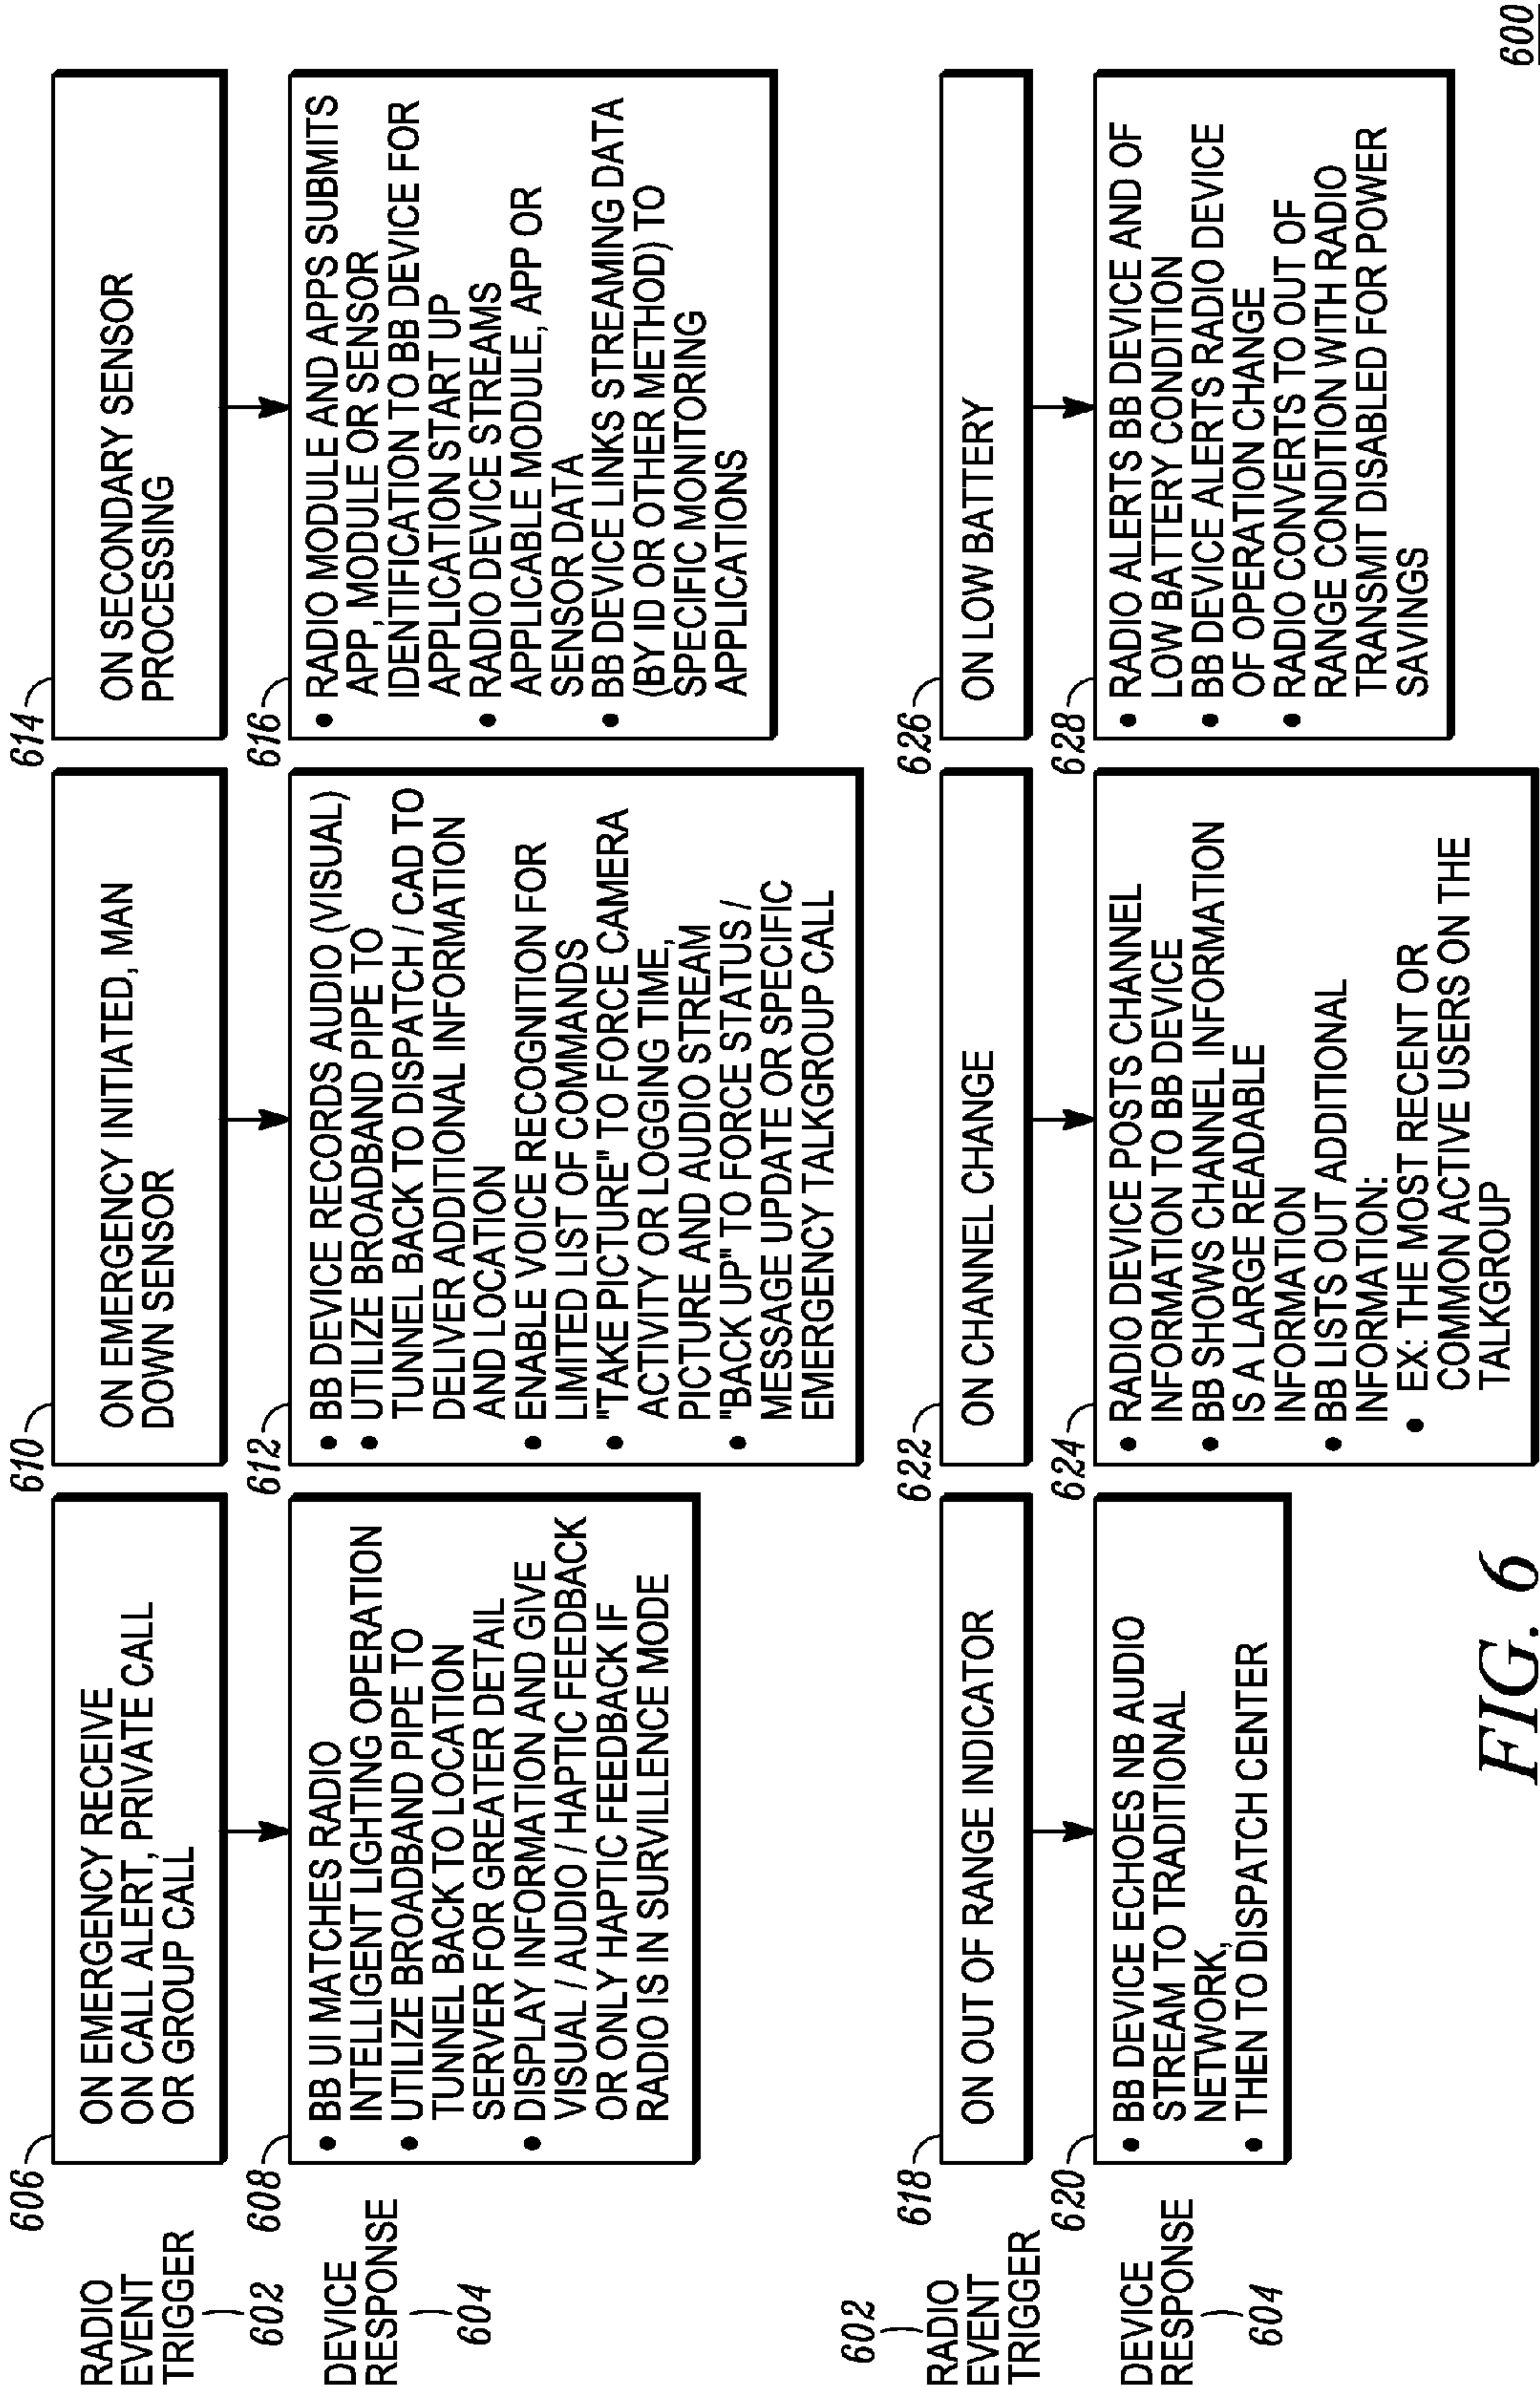 RADIO
EVENT
TRIGGER
602
DEVICE
RESPONSE
604
606
ON EMERGENCY RECEIVE
ON CALL ALERT, PRIVATE CALL
OR GROUP CALL
608
• BB UI MATCHES RADIO
INTELLIGENT LIGHTING OPERATION
• UTILIZE BROADBAND PIPE TO
TUNNEL BACK TO LOCATION
SERVER FOR GREATER DETAIL
• DISPLAY INFORMATION AND GIVE
VISUAL / AUDIO / HAPTIC FEEDBACK
OR ONLY HAPTIC FEEDBACK IF
RADIO IS IN SURVILLENCE MODE
610
ON EMERGENCY INITIATED, MAN
DOWN SENSOR
612
• BB DEVICE RECORDS AUDIO (VISUAL)
• UTILIZE BROADBAND PIPE TO
TUNNEL BACK TO DISPATCH / CAD TO
DELIVER ADDITIONAL INFORMATION
AND LOCATION
• ENABLE VOICE RECOGNITION FOR
LIMITED LIST OF COMMANDS
• "TAKE PICTURE" TO FORCE CAMERA
ACTIVITY OR LOGGING TIME,
PICTURE AND AUDIO STREAM
• "BACK UP" TO FORCE STATUS /
MESSAGE UPDATE OR SPECIFIC
EMERGENCY TALKGROUP CALL
614
ON SECONDARY SENSOR
PROCESSING
616
• RADIO MODULE AND APPS SUBMITS
APP, MODULE OR SENSOR
IDENTIFICATION TO BB DEVICE FOR
APPLICATION START UP
• RADIO DEVICE STREAMS
APPLICABLE MODULE, APP OR
SENSOR DATA
• BB DEVICE LINKS STREAMING DATA
(BY ID OR OTHER METHOD) TO
SPECIFIC MONITORING
APPLICATIONS
602
RADIO
EVENT
TRIGGER
DEVICE
RESPONSE
604
618
ON OUT OF RANGE INDICATOR
620
• BB DEVICE ECHOES NB AUDIO
STREAM TO TRADITIONAL
NETWORK,
• THEN TO DISPATCH CENTER
622
ON CHANNEL CHANGE
624
• RADIO DEVICE POSTS CHANNEL
INFORMATION TO BB DEVICE
• BB SHOWS CHANNEL INFORMATION
IS A LARGE READABLE
INFORMATION
• BB LISTS OUT ADDITIONAL
INFORMATION:
• EX: THE MOST RECENT OR
COMMON ACTIVE USERS ON THE
TALKGROUP
626
ON LOW BATTERY
628
• RADIO ALERTS BB DEVICE AND OF
LOW BATTERY CONDITION
• BB DEVICE ALERTS RADIO DEVICE
OF OPERATION CHANGE
• RADIO CONVERTS TO OUT OF
RANGE CONDITION WITH RADIO
TRANSMIT DISABLED FOR POWER
SAVINGS
FIG. 6
600